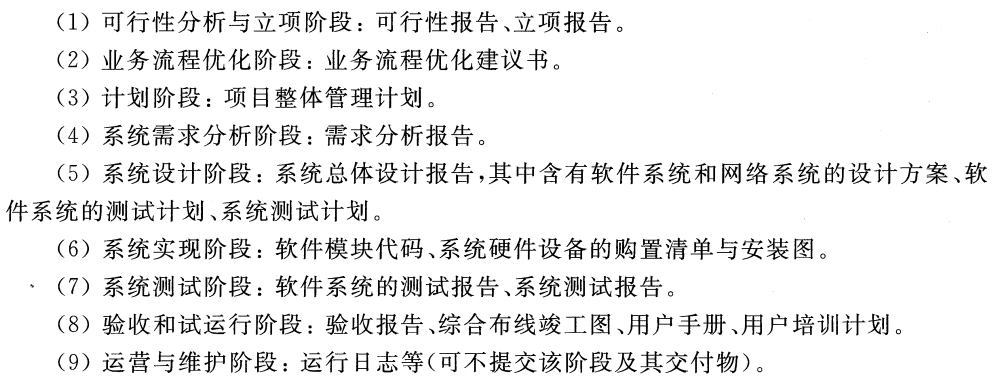 (1) 可行性分析与立项阶段：可行性报告、立项报告。
(2) 业务流程优化阶段：业务流程优化建议书。
(3) 计划阶段：项目整体管理计划。
(4) 系统需求分析阶段：需求分析报告。
(5) 系统设计阶段：系统总体设计报告，其中含有软件系统和网络系统的设计方案、软
件系统的测试计划、系统测试计划。
(6) 系统实现阶段：软件模块代码、系统硬件设备的购置清单与安装图。
(7) 系统测试阶段：软件系统的测试报告、系统测试报告。
(8) 验收和试运行阶段：验收报告、综合布线竣工图、用户手册、用户培训计划。
(9) 运营与维护阶段：运行日志等(可不提交该阶段及其交付物)。